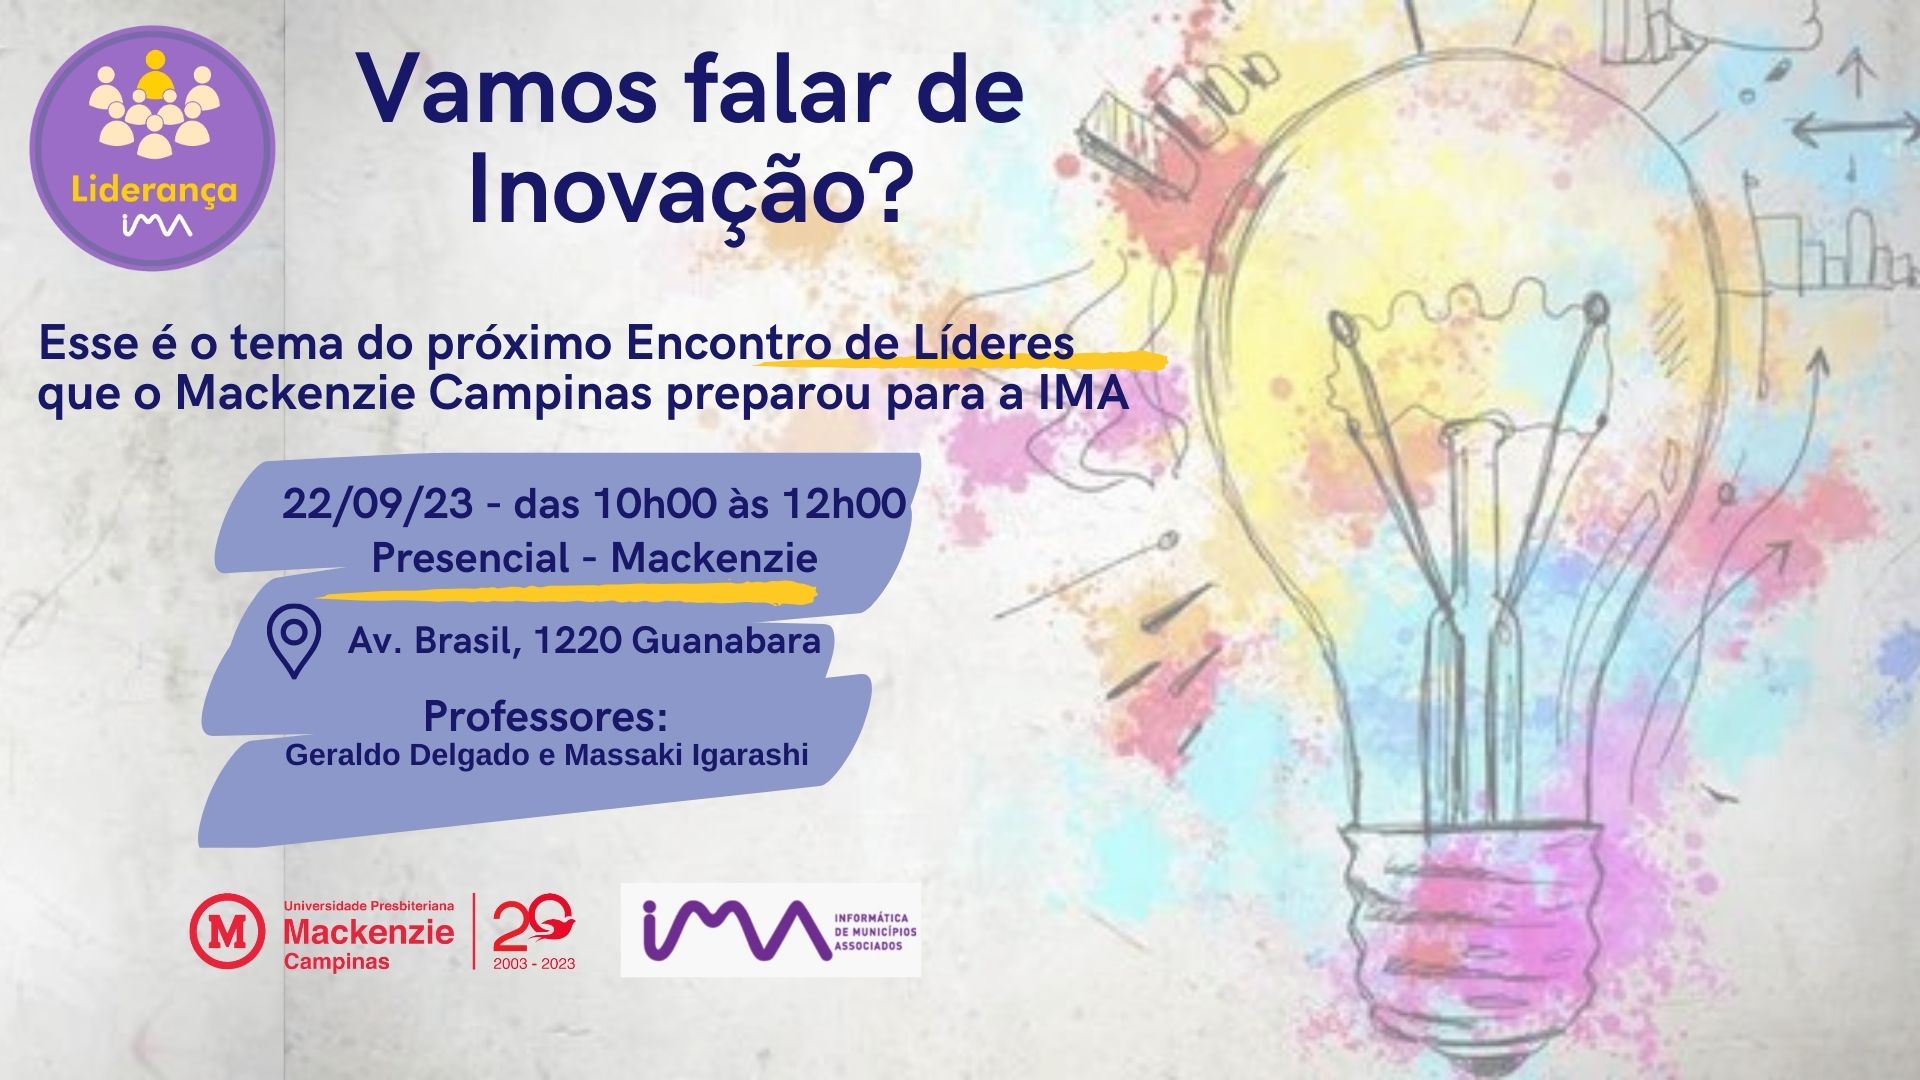 Liderança
iMA
Vamos falar de
Inovação?
Esse é o tema do próximo Encontro de Líderes
que o Mackenzie Campinas preparou para a IMA
22/09/23 - das 10h00 às 12h00
Presencial - Mackenzie
Av. Brasil, 1220 Guanabara
Professores:
Geraldo Delgado e Massaki Igarashi
M
Universidade Presbiteriana
Mackenzie
Campinas
20
2003 - 2023
iMA
INFORMÁTICA
DE MUNICÍPIOS
ASSOCIADOS